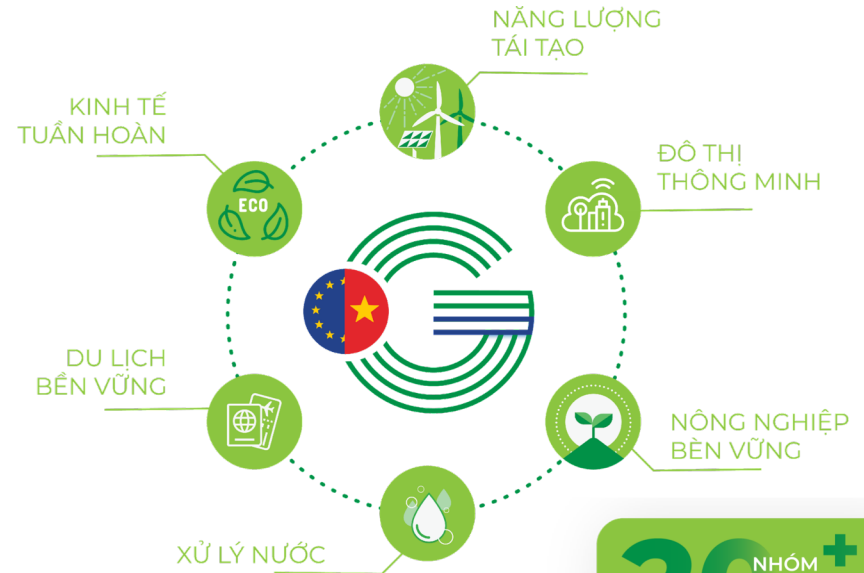 NĂNG LƯỢNG
TÁI TẠO
KINH TẾ
TUẦN HOÀN
ECO
ĐÔ THỊ
THÔNG MINH
DU LỊCH
BỀN VỮNG
NÔNG NGHIỆP
BÈN VỮNG
XỬ LÝ NƯỚC
NHÓM
+